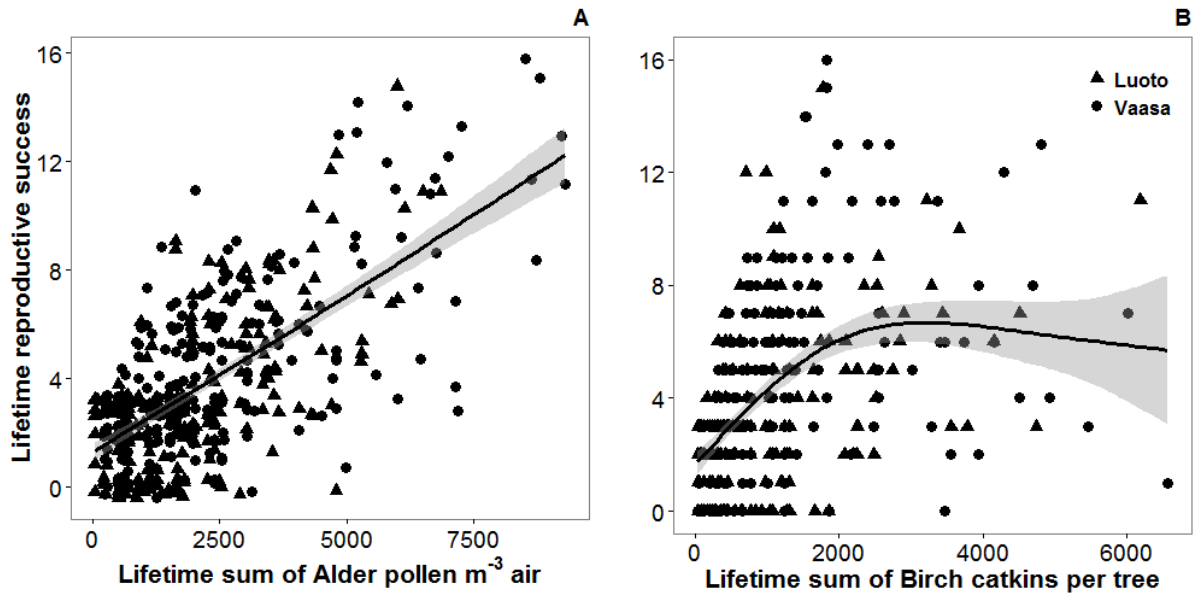 A
16
12
8
4
0
Lifetime reproductive success
0 2500 5000 7500
Lifetime sum of Alder pollen m⁻³ air
B
16
12
8
4
0
Luoto
Vaasa
0 2000 4000 6000
Lifetime sum of Birch catkins per tree